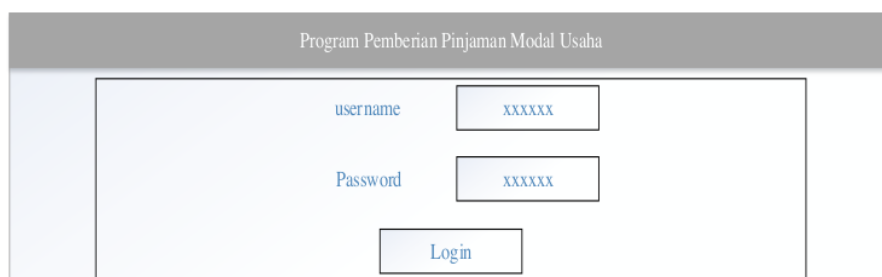 Program Pemberian Pinjaman Modal Usaha
username xxxxxx
Password xxxxxx
Login